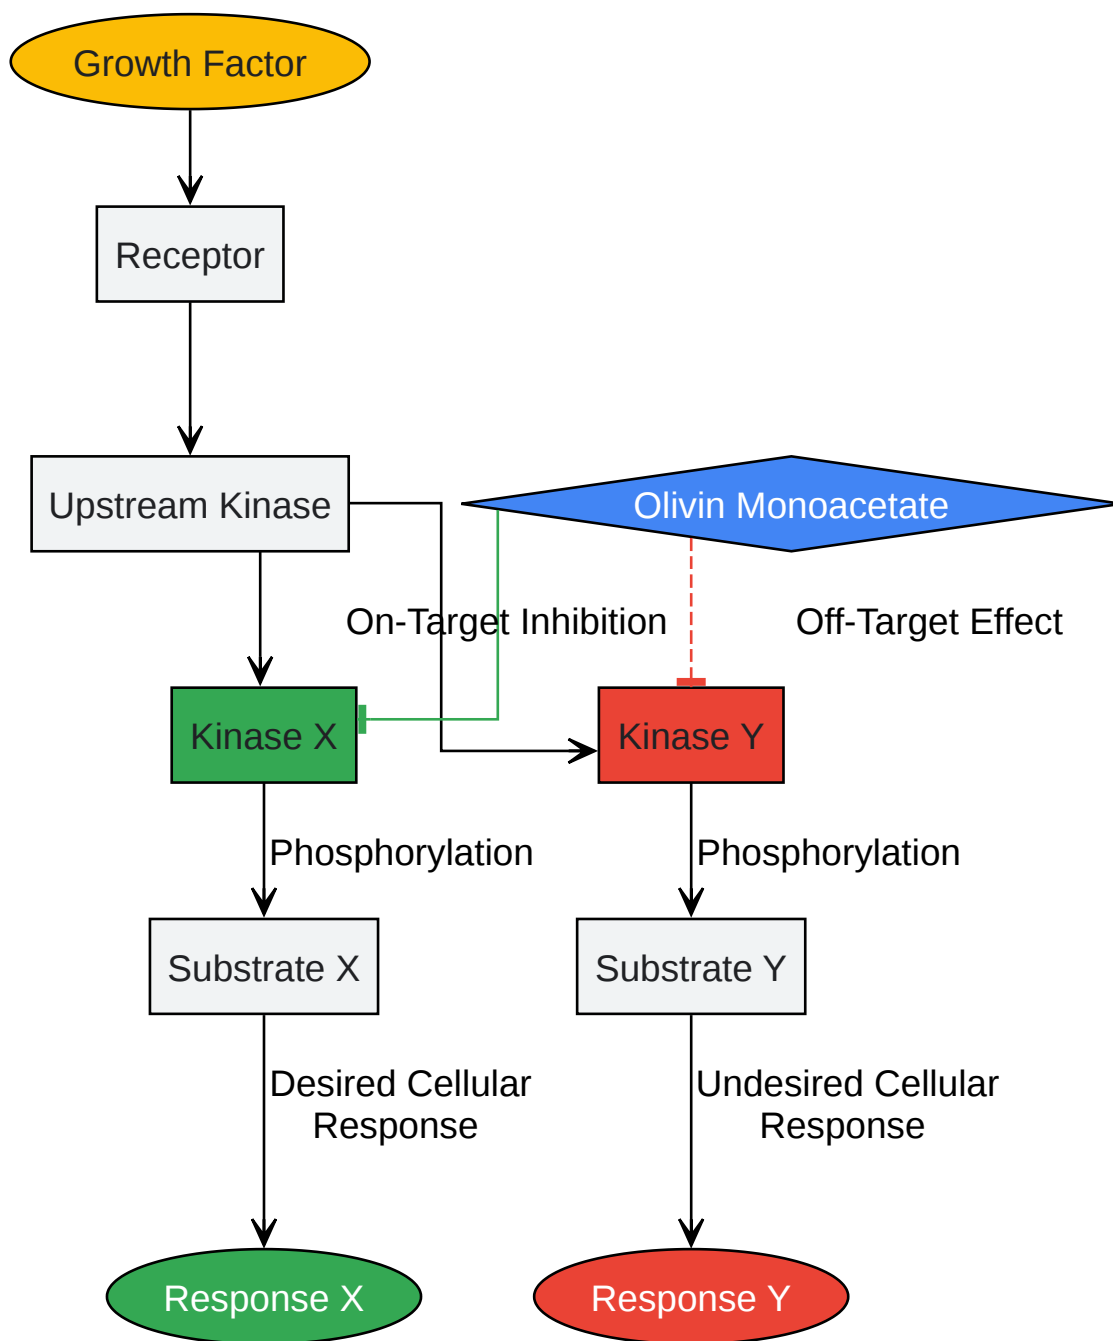 Growth Factor
Receptor
Upstream Kinase
Olivin Monoacetate
On-Target Inhibition
Off-Target Effect
Kinase X
Kinase Y
Phosphorylation
Phosphorylation
Substrate X
Substrate Y
Desired Cellular
Response
Undesired Cellular
Response
Response X
Response Y